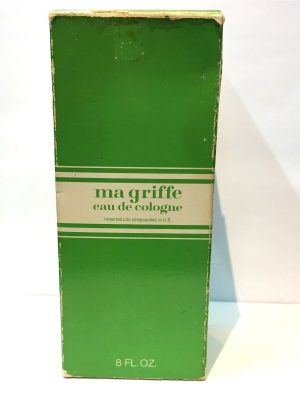 ma griffe
eau de cologne
Imported oils compounded in U.S.
8 FL. OZ.